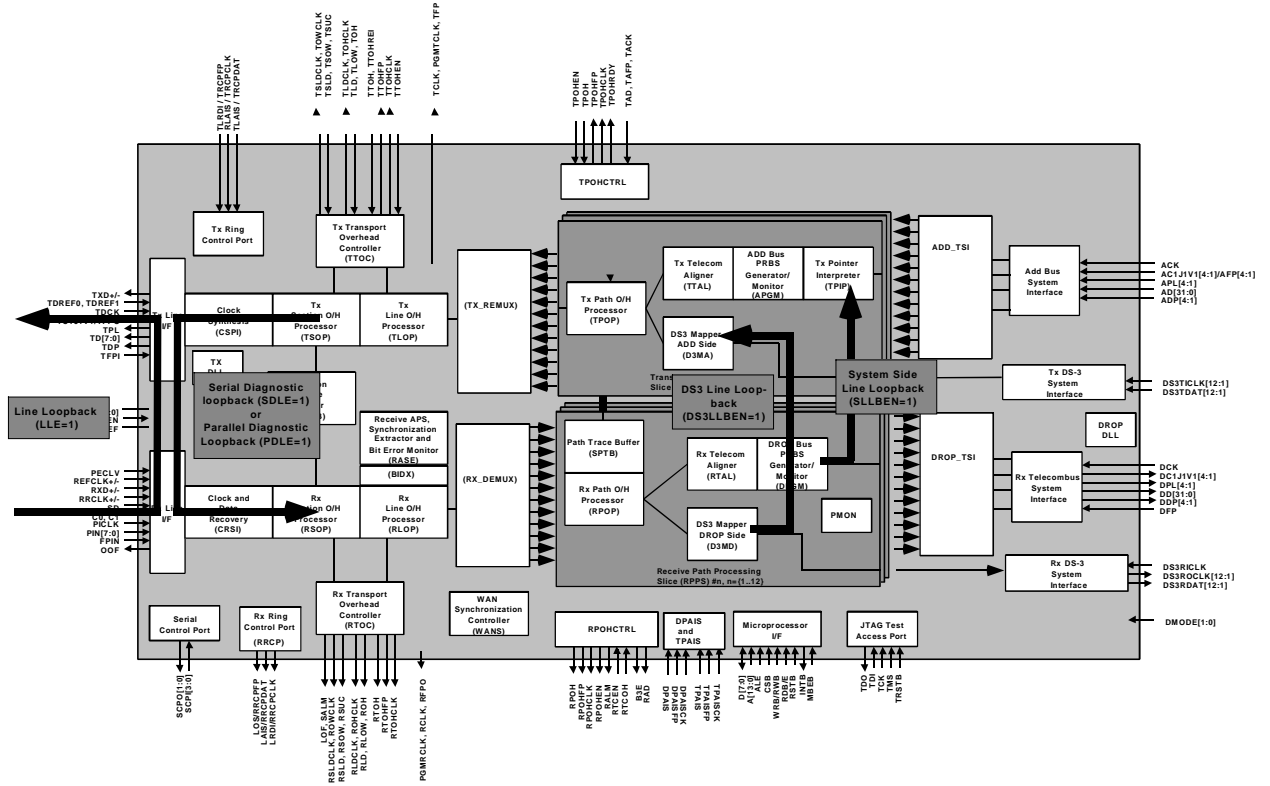 TLRDI / TRCPFP
RLAIS / TRCPCLK
TLAIS / TRCPDAT
TSLDCLK, TOWCLK
TSLD, TSOW, TSUC
TLDCLK, TOHCLK
TLD, TLOW, TOH
TTOH, TTOHREI
TTOHFP
TTOHCLK
TTOHEN
TCLK, PGMTCLK, TFP
TPOHEN
TPOH
TPOHFP
TPOHCLK
TPOHRDY
TAD, TAFP, TACK
TPOHCTRL
Tx Ring
Control Port
Tx Transport
Overhead
Controller
(TTOC)
TXD+/-
TDREF0, TDREF1
TDCK
TPL
TD[7:0]
TDP
TFPI
I/F
Clock
(CSPI)
Tx
Processor
(TSOP)
Tx
Line O/H
Processor
(TLOP)
TX
(TX_REMUX)
Tx Path O/H
Processor
(TPOP)
Tx Telecom
Aligner
(TTAL)
ADD Bus
PRBS
Generator/
Monitor
(APGM)
Tx Pointer
Interpreter
(TPIP)
DS3 Mapper
ADD Side
(D3MA)
Slice
ADD_TSI
Add Bus
System
Interface
ACK
AC1J1V1[4:1]/AFP[4:1]
APL[4:1]
AD[31:0]
ADP[4:1]
Tx DS-3
System
Interface
DS3TICLK[12:1]
DS3TDAT[12:1]
Line Loopback
(LLE=1)
Serial Diagnostic
loopback (SDLE=1)
or
Parallel Diagnostic
Loopback (PDLE=1)
DS3 Line Loop-
back
(DS3LLBEN=1)
System Side
Line Loopback
(SLLBEN=1)
DROP
DLL
Receive APS,
Synchronization
Extractor and
Bit Error Monitor
(RASE)
(BIDX)
PECLV
REFCLK+/-
RXD+/-
RRCLK+/-
PICLK
PIN[7:0]
FPIN
OOF
I/F
Clock and
Recovery
(CRSI)
Rx
Processor
(RSOP)
Rx
Line O/H
Processor
(RLOP)
(RX_DEMUX)
Path Trace Buffer
(SPTB)
Rx Path O/H
Processor
(RPOP)
Rx Telecom
Aligner
(RTAL)
Generator/
DS3 Mapper
DROP Side
(D3MD)
PMON
Receive Path Processing
Slice (RPPS) #n, n={1..12}
DROP_TSI
Rx Telecombus
System
Interface
DCK
DC1J1V1[4:1]
DPL[4:1]
DD[31:0]
DDP[4:1]
DFP
Rx DS-3
System
Interface
DS3RICLK
DS3ROCLK[12:1]
DS3RDAT[12:1]
DMODE[1:0]
Serial
Control Port
Rx Ring
Control Port
(RRCP)
Rx Transport
Overhead
Controller
(RTOC)
WAN
Synchronization
Controller
(WANS)
RPOHCTRL
DPAIS
and
TPAIS
Microprocessor
I/F
JTAG Test
Access Port
SCPO[1:0]
SCPI[3:0]
LOS/RRCPFP
LAIS/RRCPDAT
LRDI/RRCPCLK
LOF, SALM
RSLDCLK, ROWCLK
RSLD, RSOW, RSUC
RLDCLK, ROHCLK
RLD, RLOW, ROH
RTOH
RTOHFP
RTOHCLK
PGMRCLK, RCLK, RFPO
RPOH
RPOHFP
RPOHCLK
RPOHEN
RALM
RTCEN
RTCOH
B3E
RAD
DPAIS
DPAISFP
DPAISCK
TPAIS
TPAISFP
TPAISCK
D[7:0]
A[13:0]
ALE
CSB
WRB/RWB
RDB/E
RSTB
INTB
MBEB
TDO
TDI
TCK
TMS
TRSTB